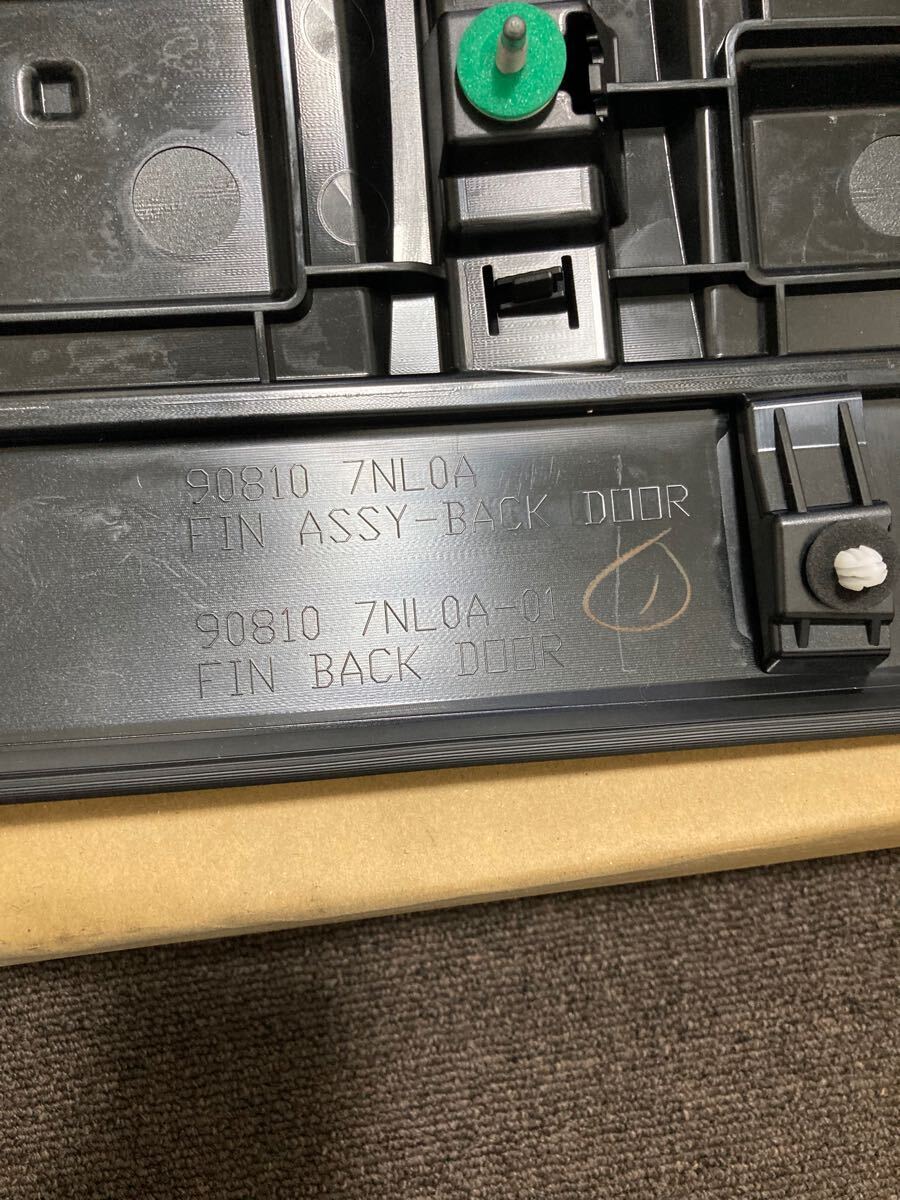 90810 7NL0A
FIN ASSY-BACK DOOR
90810 7NL0A-01
FIN BACK DOOR